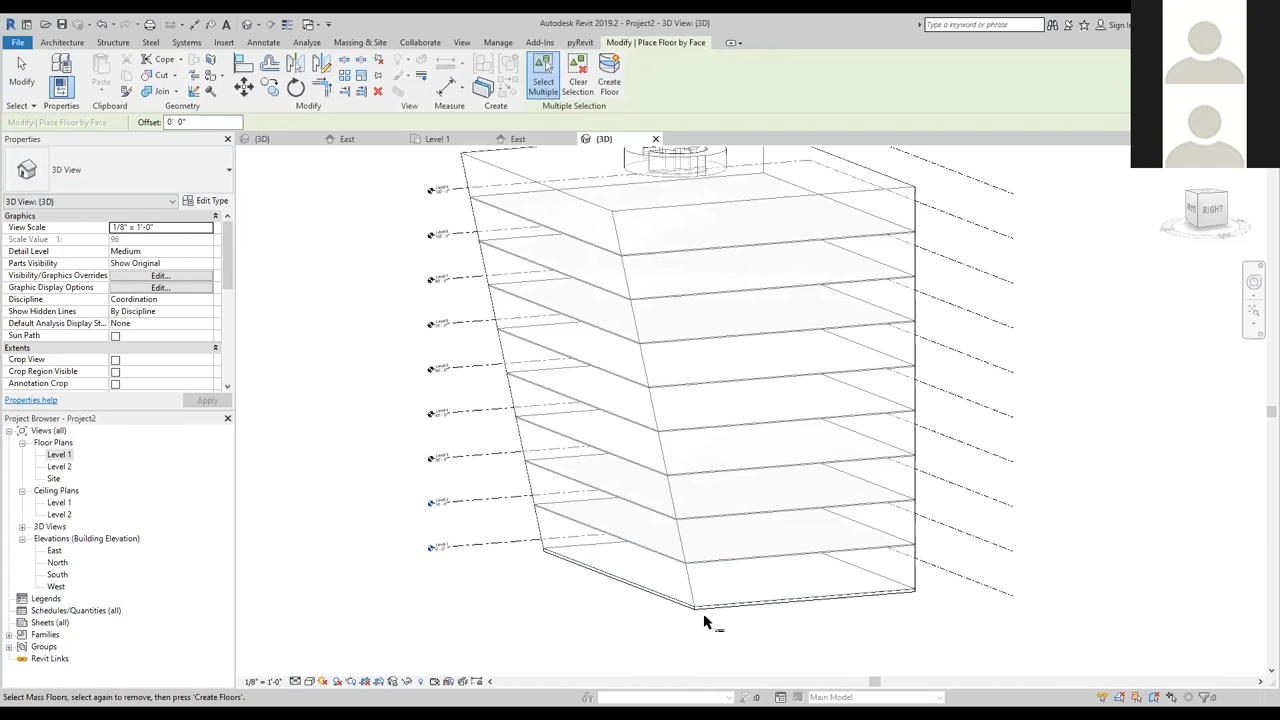 Autodesk Revit 2019.2 - Project2 - 3D View: {3D}
Type a keyword or phrase
Sign In
File Architecture Structure Steel Systems Insert Annotate Analyze Massing & Site Collaborate View Manage Add-Ins pyRevit Modify | Place Floor by Face
Modify
Properties
Paste
Cope
Cut
Join
Select Multiple
Clear Selection
Create Floor
Select Properties Clipboard Geometry Modify View Measure Create Multiple Selection
Modify | Place Floor by Face Offset: 0' 0"
Properties
{3D} East Level 1 East {3D}
3D View
3D View: {3D} Edit Type
Graphics
View Scale 1/8" = 1'-0"
Scale Value 1: 96
Detail Level Medium
Parts Visibility Show Original
Visibility/Graphics Overrides Edit...
Graphic Display Options Edit...
Discipline Coordination
Show Hidden Lines By Discipline
Default Analysis Display St... None
Sun Path
Extents
Crop View
Crop Region Visible
Annotation Crop
Properties help Apply
Project Browser - Project2
Views (all)
Floor Plans
Level 1
Level 2
Site
Ceiling Plans
Level 1
Level 2
3D Views
Elevations (Building Elevation)
East
North
South
West
Legends
Schedules/Quantities (all)
Sheets (all)
Families
Groups
Revit Links
RIGHT
1/8" = 1'-0"
Select Mass Floors, select again to remove, then press 'Create Floors'.
:0 Main Model :0